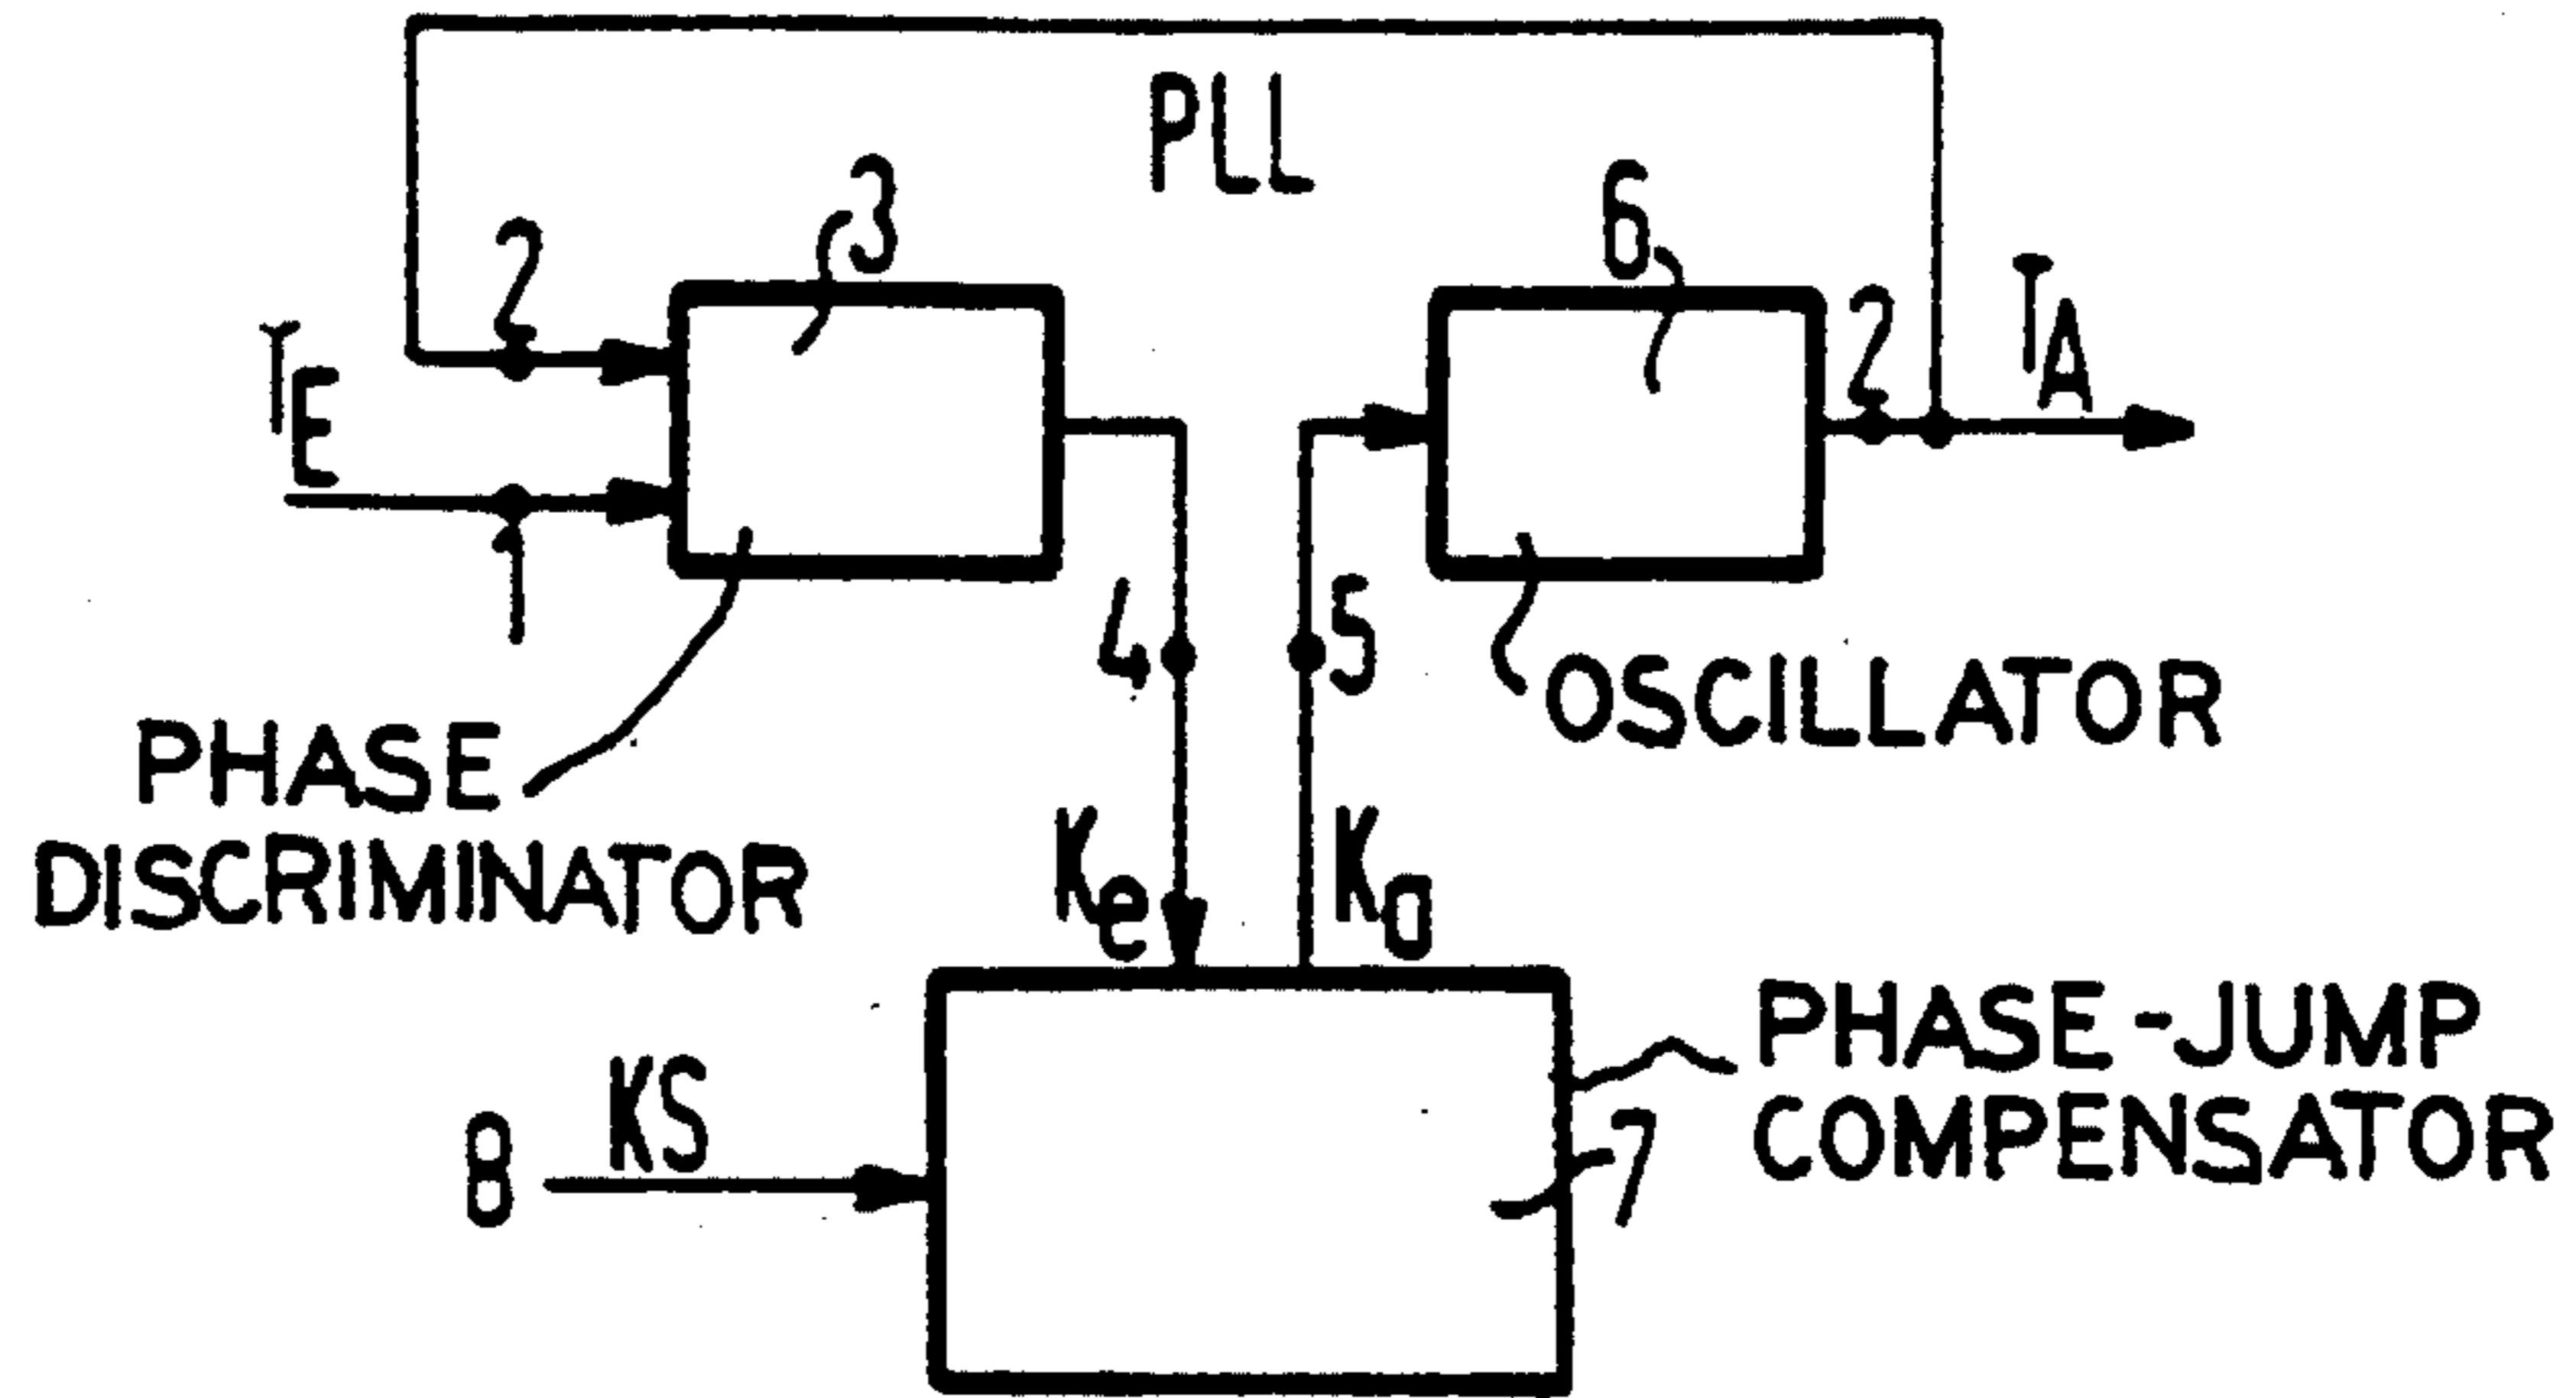 PLL
3
6
2
2
T_A
T_E
1
4
5
OSCILLATOR
PHASE
DISCRIMINATOR
K_e
K_a
PHASE-JUMP
COMPENSATOR
KS
8
7